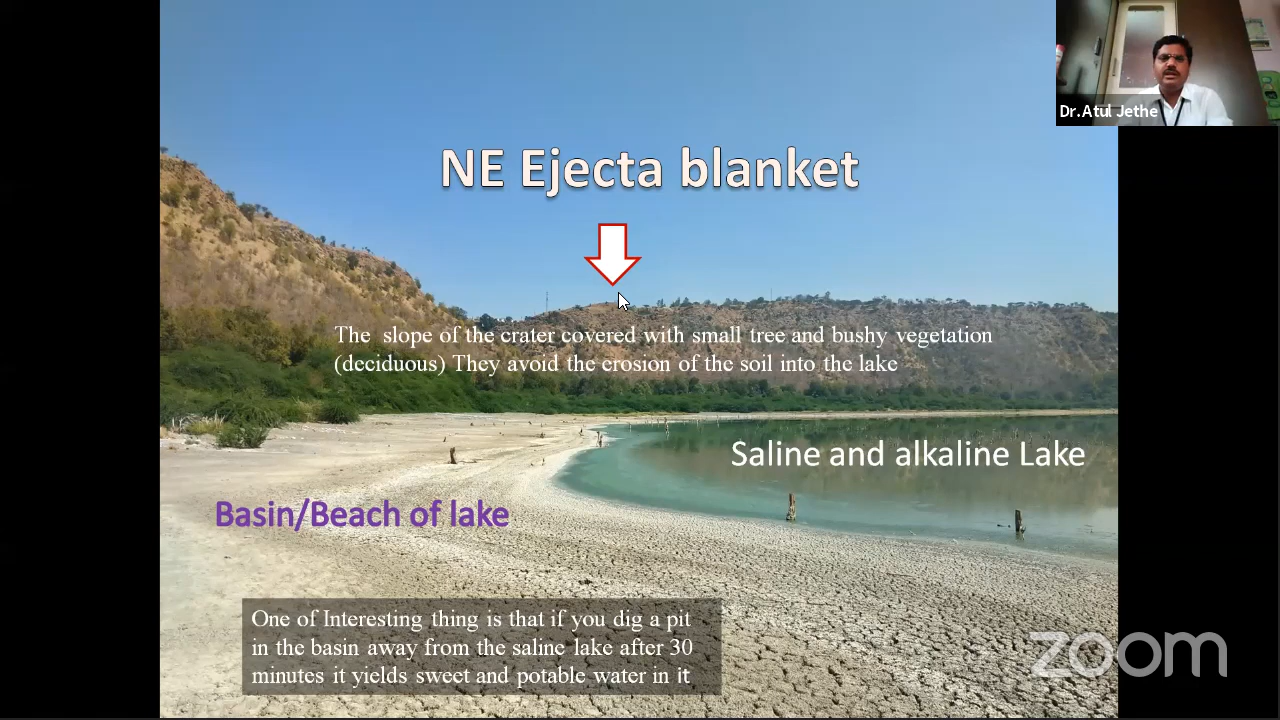 Dr.Atul Jethe
NE Ejecta blanket
The slope of the crater covered with small tree and bushy vegetation
(deciduous) They avoid the erosion of the soil into the lake
Saline and alkaline Lake
Basin/Beach of lake
One of Interesting thing is that if you dig a pit
in the basin away from the saline lake after 30
minutes it yields sweet and potable water in it
zoom